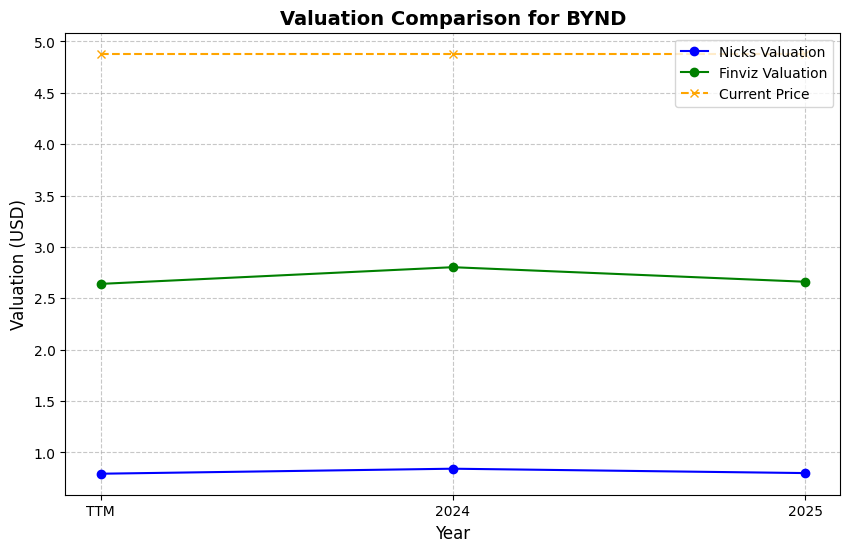 Valuation Comparison for BYND
Nicks Valuation
Finviz Valuation
Current Price
5.0
4.5
4.0
3.5
3.0
2.5
2.0
1.5
1.0
Valuation (USD)
TTM
2024
2025
Year